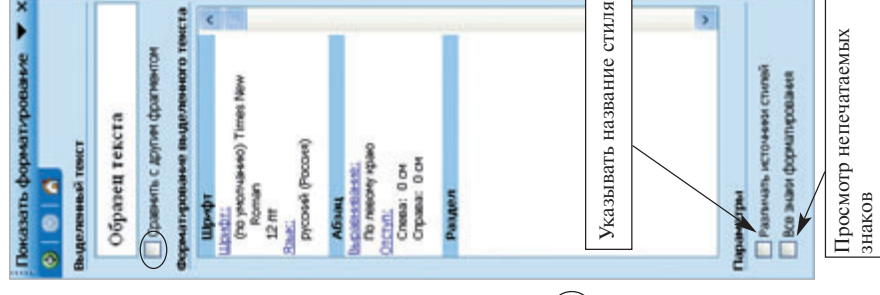 Показать форматирование
Выделенный текст
Образец текста
Сравнить с другим фрагментом
Форматирование выделенного текста
Шрифт
Шрифт:
(по умолчанию) Times New
Roman
12 пт
Язык:
русский (Россия)
Абзац
Выравнивание:
По левому краю
Отступ:
Слева: 0 см
Справа: 0 см
Раздел
Указывать название стиля
Параметры
Различать источники стилей
Все знаки форматирования
Просмотр непечатаемых
знаков